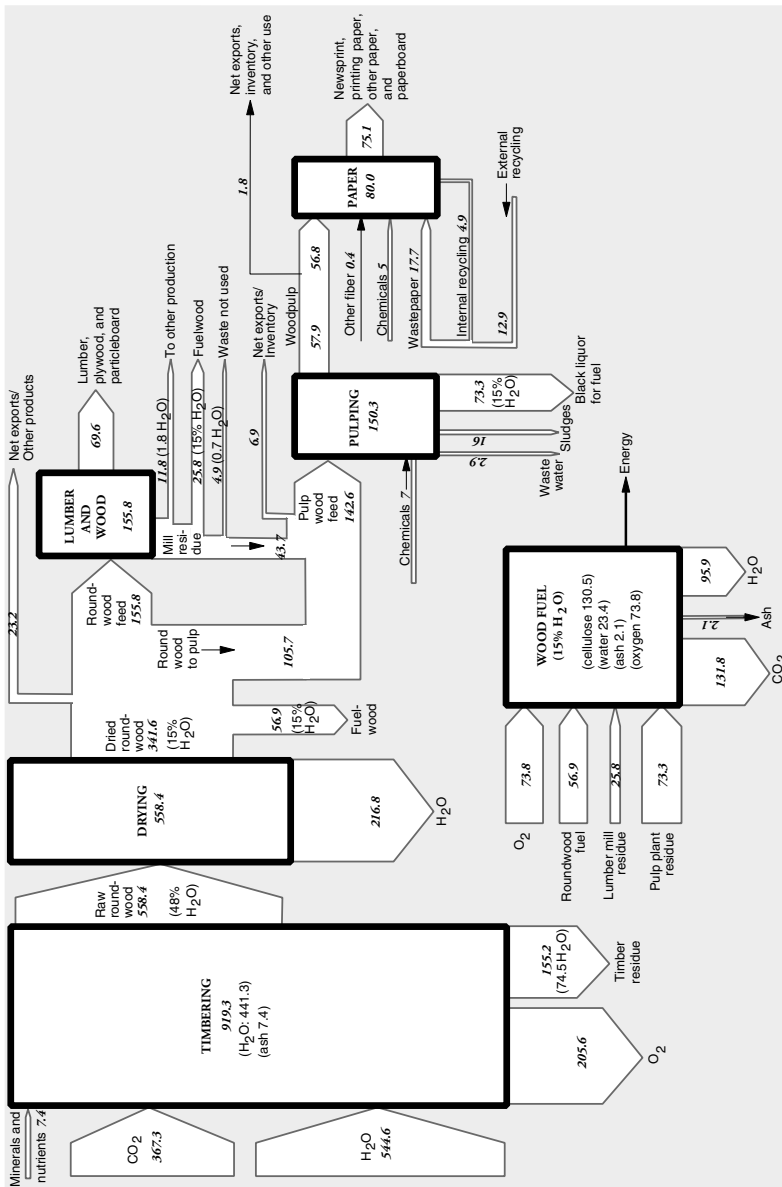 Minerals and
nutrients 7.4
CO2
367.3
H2O
544.6
TIMBERING
919.3
(H2O: 441.3)
(ash 7.4)
205.6
O2
155.2
(74.5H2O)
Timber
residue
Raw
round-
wood
558.4
(48%
H2O)
DRYING
558.4
216.8
H2O
Dried
round-
wood
341.6
(15%
H2O)
56.9
(15%
H2O)
Fuel-
wood
23.2
Net exports/
Other products
Round-
wood
feed
155.8
Round
wood
to pulp
105.7
LUMBER
AND
WOOD
155.8
69.6
Lumber,
plywood, and
particleboard
11.8 (1.8 H2O)
To other production
25.8 (15% H2O)
Fuelwood
4.9 (0.7 H2O)
Waste not used
Mill
resi-
due
43.7
6.9
Net exports/
Inventory
Pulp
wood
feed
142.6
Chemicals 7
PULPING
150.3
2.9
Waste
water
16
Sludges
73.3
(15%
H2O)
Black liquor
for fuel
Woodpulp
57.9
56.8
1.8
Net exports,
inventory,
and other use
Other fiber 0.4
Chemicals 5
Wastepaper 17.7
Internal recycling 4.9
12.9
External
recycling
PAPER
80.0
75.1
Newsprint,
printing paper,
other paper,
and
paperboard
O2
73.8
Roundwood
fuel
56.9
Lumber mill
residue
25.8
Pulp plant
residue
73.3
WOOD FUEL
(15% H2O)
(cellulose 130.5)
(water 23.4)
(ash 2.1)
(oxygen 73.8)
Energy
131.8
CO2
2.1
Ash
95.9
H2O